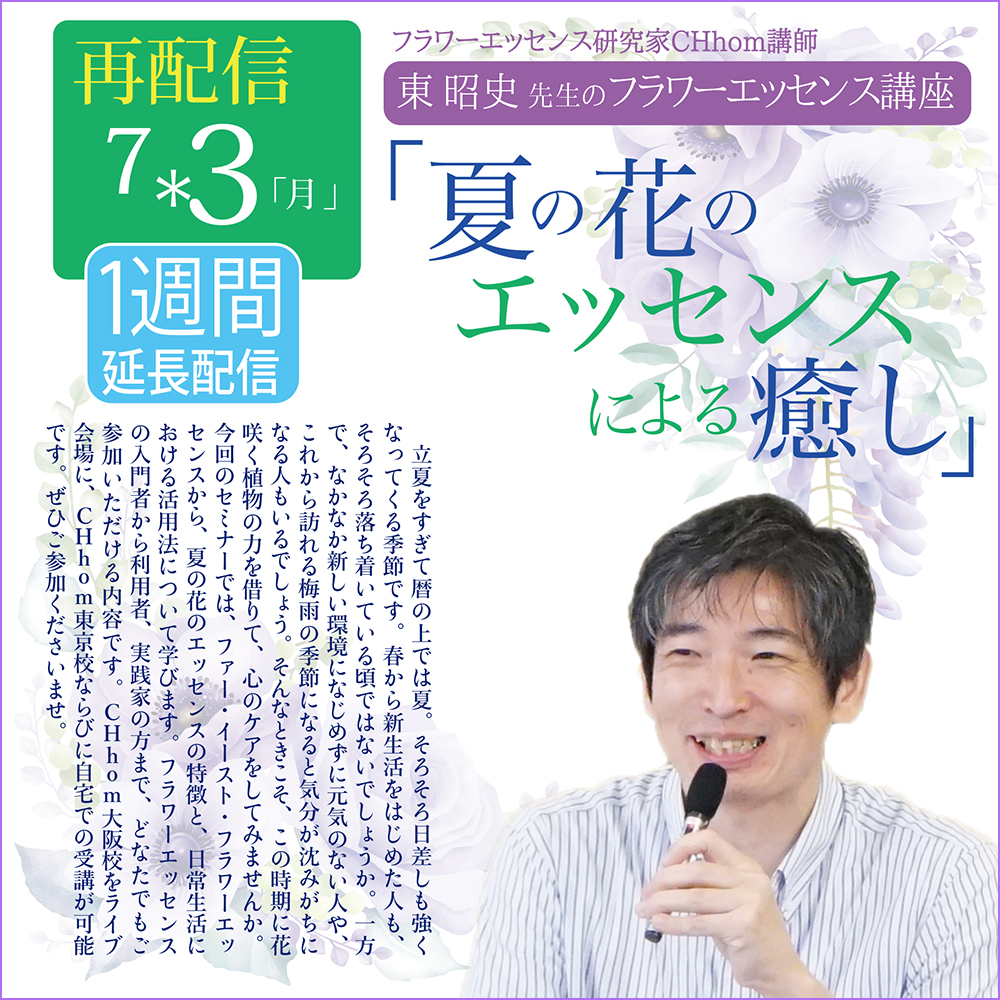 再配信
7*3「月」
1週間
延長配信
フラワーエッセンス研究家CHhom講師
東 昭史 先生のフラワーエッセンス講座
「夏の花の
エッセンス
による癒し」
立夏をすぎて暦の上では夏。そろそろ日差しも強く
なってくる季節です。春から新生活をはじめた人も、
そろそろ落ち着いている頃ではないでしょうか。一方
で、なかなか新しい環境になじめずに元気のない人や、
これから訪れる梅雨の季節になると気分が沈みがちに
なる人もいるでしょう。そんなときこそ、この時期に花
咲く植物の力を借りて、心のケアをしてみませんか。
今回のセミナーでは、ファー・イースト・フラワーエッ
センスから、夏の花のエッセンスの特徴と、日常生活に
おける活用法について学びます。フラワーエッセンス
の入門者から利用者、実践家の方まで、どなたでもご
参加いただける内容です。CHhom大阪校をライブ
会場に、CHhom東京校ならびに自宅での受講が可能
です。ぜひご参加くださいませ。